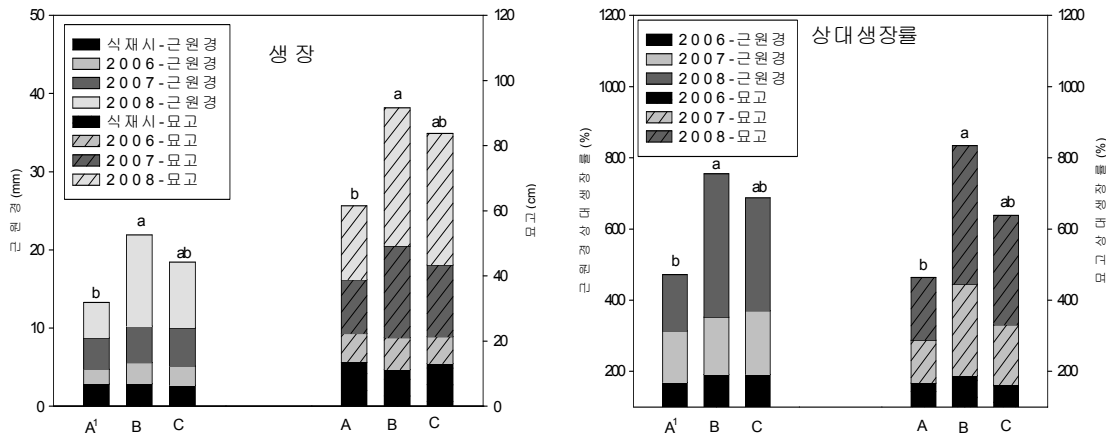 생 장
식재시-근원경
2006-근원경
2007-근원경
2008-근원경
식재시-묘고
2006-묘고
2007-묘고
2008-묘고
근원경 (mm)
50
40
30
20
10
0
b
a
ab
b
a
ab
A¹
B
C
A
B
C
120
100
80
60
40
20
0
묘고 (cm)
상대생장률
2006-근원경
2007-근원경
2008-근원경
2006-묘고
2007-묘고
2008-묘고
근원경상대생장률 (%)
1200
1000
800
600
400
200
b
a
ab
b
a
ab
A¹
B
C
A
B
C
1200
1000
800
600
400
200
묘고상대생장률 (%)